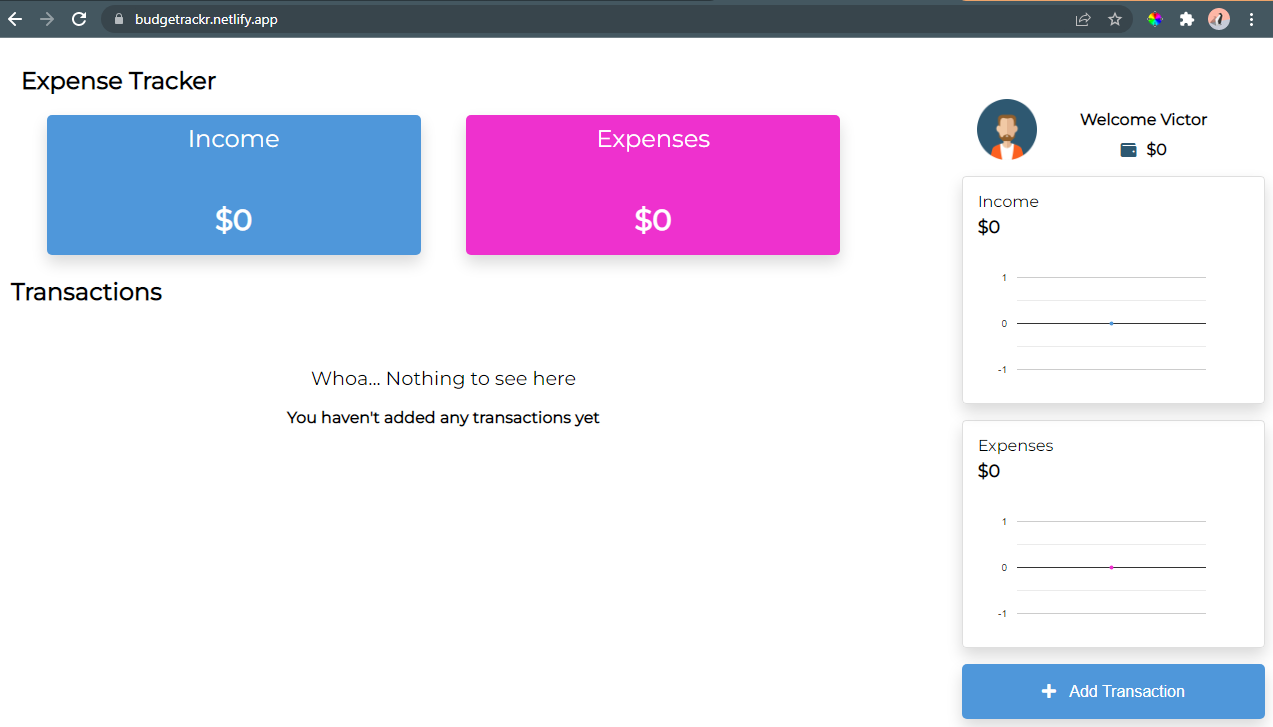 budgetrackr.netlify.app
Expense Tracker
Income
$0
Expenses
$0
Transactions
Whoa... Nothing to see here
You haven't added any transactions yet
Welcome Victor
$0
Income
$0
1
0
-1
Expenses
$0
1
0
-1
Add Transaction